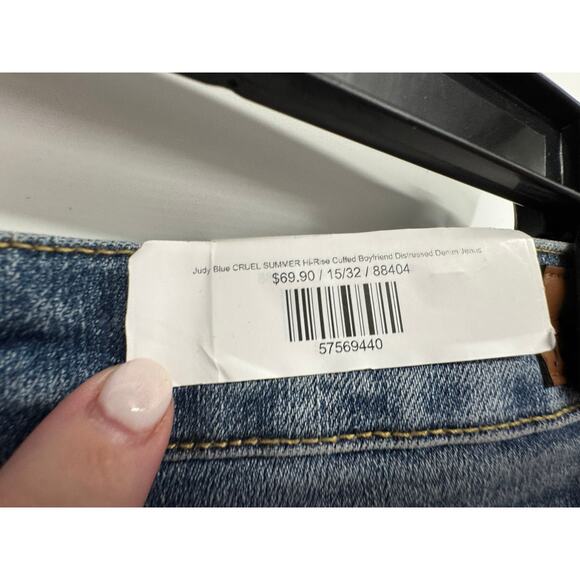 Judy Blue CRUEL SUMMER Hi-Rise Cuffed Boyfriend Distressed Denim Jeans
$69.90 / 15/32 / 88404
57569440